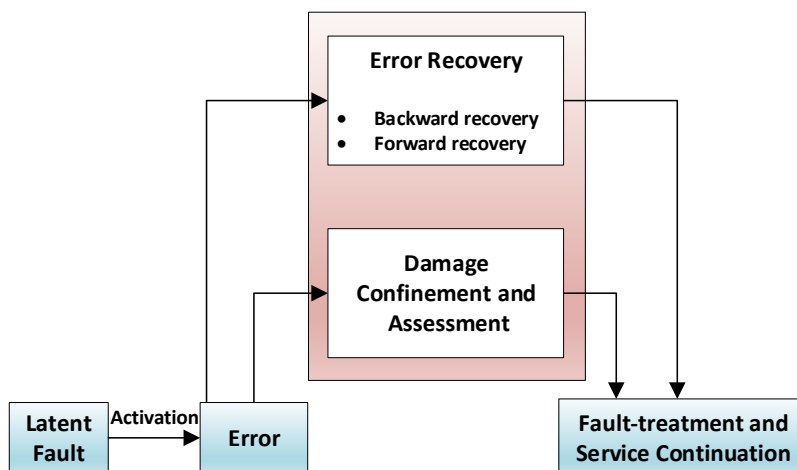 Error Recovery
• Backward recovery
• Forward recovery
Damage
Confinement and
Assessment
Latent
Fault
Activation
Error
Fault-treatment and
Service Continuation